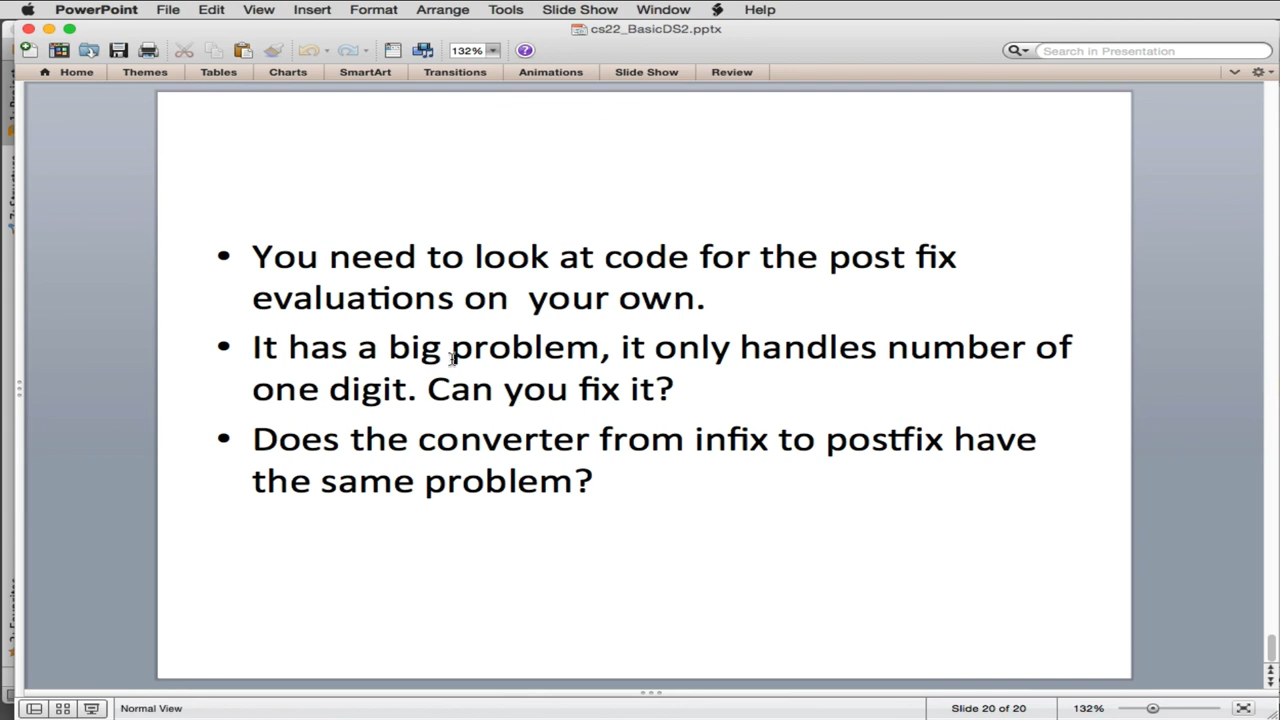 PowerPoint File Edit View Insert Format Arrange Tools Slide Show Window Help
cs22_BasicDS2.pptx
132% Search in Presentation
Home Themes Tables Charts SmartArt Transitions Animations Slide Show Review
• You need to look at code for the post fix
evaluations on your own.
• It has a big problem, it only handles number of
one digit. Can you fix it?
• Does the converter from infix to postfix have
the same problem?
Normal View Slide 20 of 20 132%